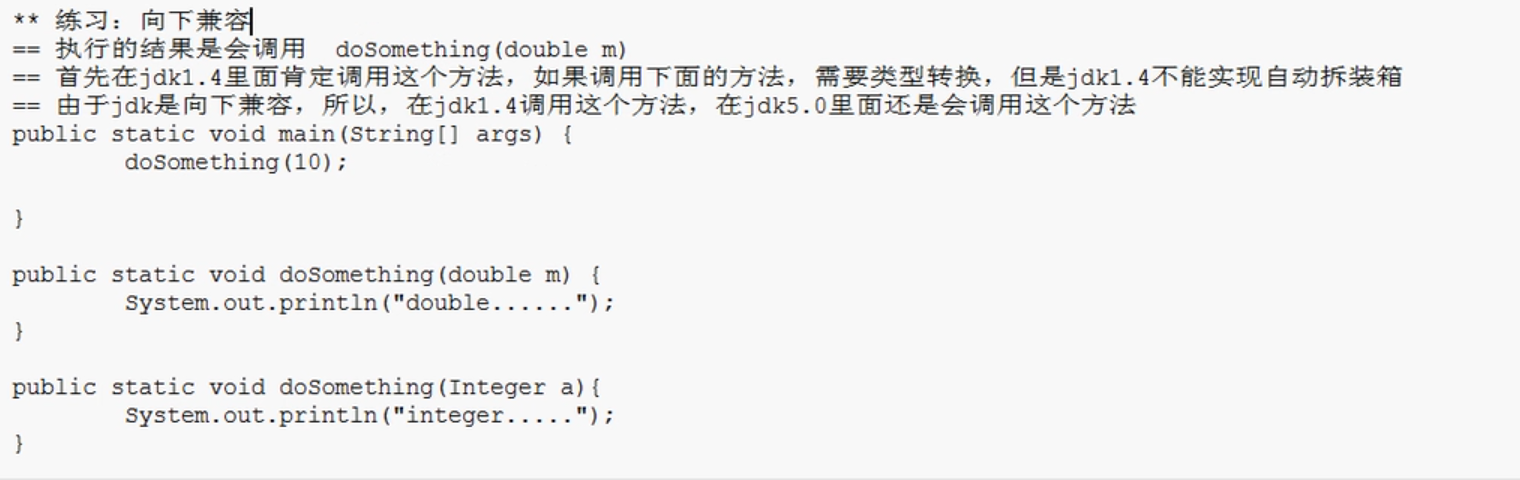 ** 练习：向下兼容
== 执行的结果是会调用  doSomething(double m)
== 首先在jdk1.4里面肯定调用这个方法，如果调用下面的方法，需要类型转换，但是jdk1.4不能实现自动拆装箱
== 由于jdk是向下兼容，所以，在jdk1.4调用这个方法，在jdk5.0里面还是会调用这个方法
public static void main(String[] args) {
        doSomething(10);
}
public static void doSomething(double m) {
        System.out.println("double......");
}
public static void doSomething(Integer a){
        System.out.println("integer.....");
}